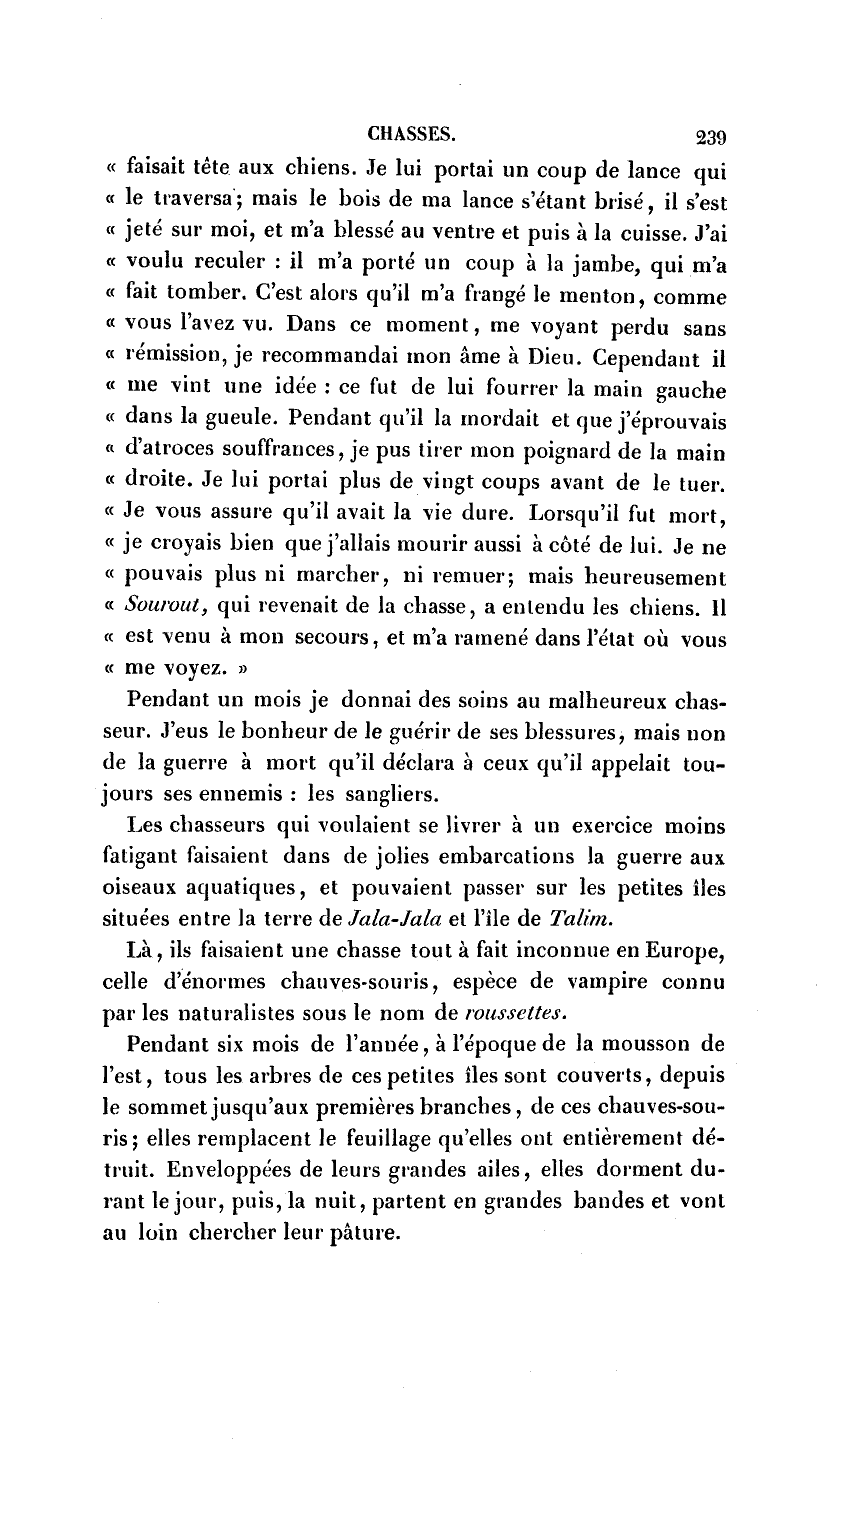 CHASSES. 239
« faisait tête aux chiens. Je lui portai un coup de lance qui
« le traversa; mais le bois de ma lance s'étant brisé, il s'est
« jeté sur moi, et m'a blessé au ventre et puis à la cuisse. J'ai
« voulu reculer : il m'a porté un coup à la jambe, qui m'a
« fait tomber. C'est alors qu'il m'a frangé le menton, comme
« vous l'avez vu. Dans ce moment, me voyant perdu sans
« rémission, je recommandai mon âme à Dieu. Cependant il
« me vint une idée : ce fut de lui fourrer la main gauche
« dans la gueule. Pendant qu'il la mordait et que j'éprouvais
« d'atroces souffrances, je pus tirer mon poignard de la main
« droite. Je lui portai plus de vingt coups avant de le tuer.
« Je vous assure qu'il avait la vie dure. Lorsqu'il fut mort,
« je croyais bien que j'allais mourir aussi à côté de lui. Je ne
« pouvais plus ni marcher, ni remuer; mais heureusement
« Sourout, qui revenait de la chasse, a entendu les chiens. Il
« est venu à mon secours, et m'a ramené dans l'état où vous
« me voyez. »
Pendant un mois je donnai des soins au malheureux chas-
seur. J'eus le bonheur de le guérir de ses blessures, mais non
de la guerre à mort qu'il déclara à ceux qu'il appelait tou-
jours ses ennemis : les sangliers.
Les chasseurs qui voulaient se livrer à un exercice moins
fatigant faisaient dans de jolies embarcations la guerre aux
oiseaux aquatiques, et pouvaient passer sur les petites îles
situées entre la terre de Jala-Jala et l'île de Talim.
Là, ils faisaient une chasse tout à fait inconnue en Europe,
celle d'énormes chauves-souris, espèce de vampire connu
par les naturalistes sous le nom de roussettes.
Pendant six mois de l'année, à l'époque de la mousson de
l'est, tous les arbres de ces petites îles sont couverts, depuis
le sommet jusqu'aux premières branches, de ces chauves-sou-
ris; elles remplacent le feuillage qu'elles ont entièrement dé-
truit. Enveloppées de leurs grandes ailes, elles dorment du-
rant le jour, puis, la nuit, partent en grandes bandes et vont
au loin chercher leur pâture.